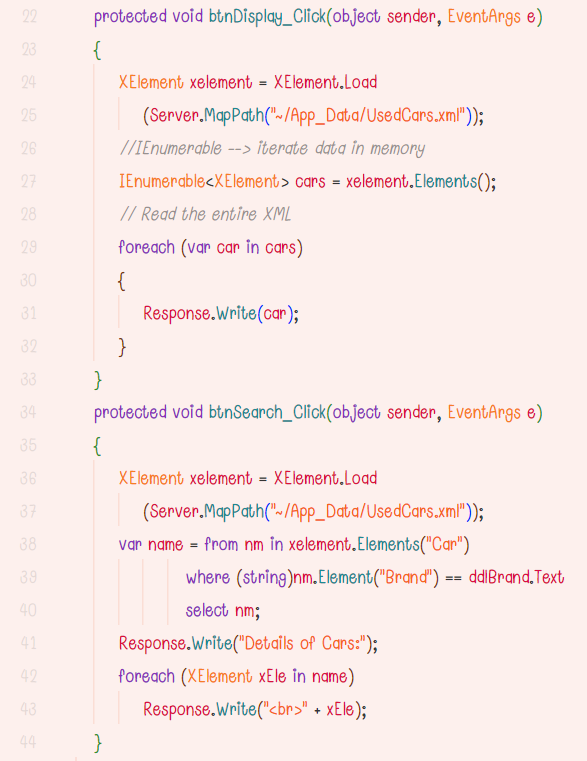 22 protected void btnDisplay_Click(object sender, EventArgs e)
23 {
24 XElement xelement = XElement.Load
25 (Server.MapPath("~/App_Data/UsedCars.xml"));
26 //IEnumerable --> iterate data in memory
27 IEnumerable<XElement> cars = xelement.Elements();
28 // Read the entire XML
29 foreach (var car in cars)
30 {
31 Response.Write(car);
32 }
33 }
34 protected void btnSearch_Click(object sender, EventArgs e)
35 {
36 XElement xelement = XElement.Load
37 (Server.MapPath("~/App_Data/UsedCars.xml"));
38 var name = from nm in xelement.Elements("Car")
39 where (string)nm.Element("Brand") == ddlBrand.Text
40 select nm;
41 Response.Write("Details of Cars:");
42 foreach (XElement xEle in name)
43 Response.Write("<br>" + xEle);
44 }